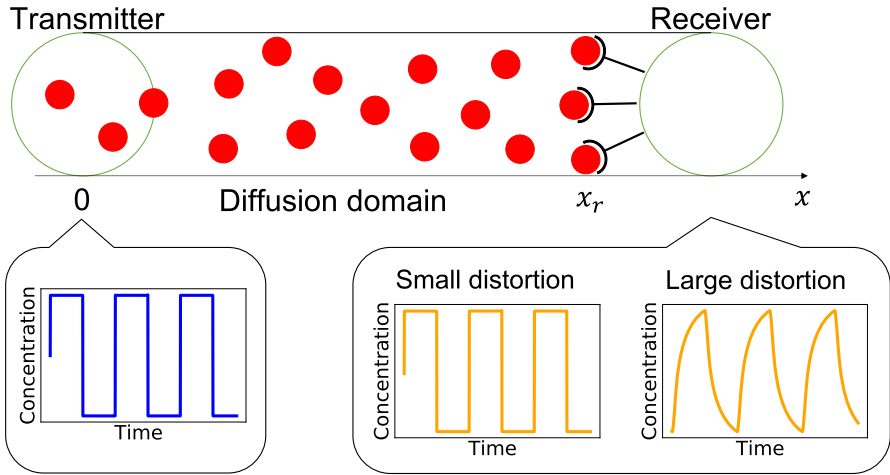 Transmitter
Receiver
0
Diffusion domain
x_r
x
Concentration
Time
Small distortion
Large distortion
Concentration
Time
Concentration
Time